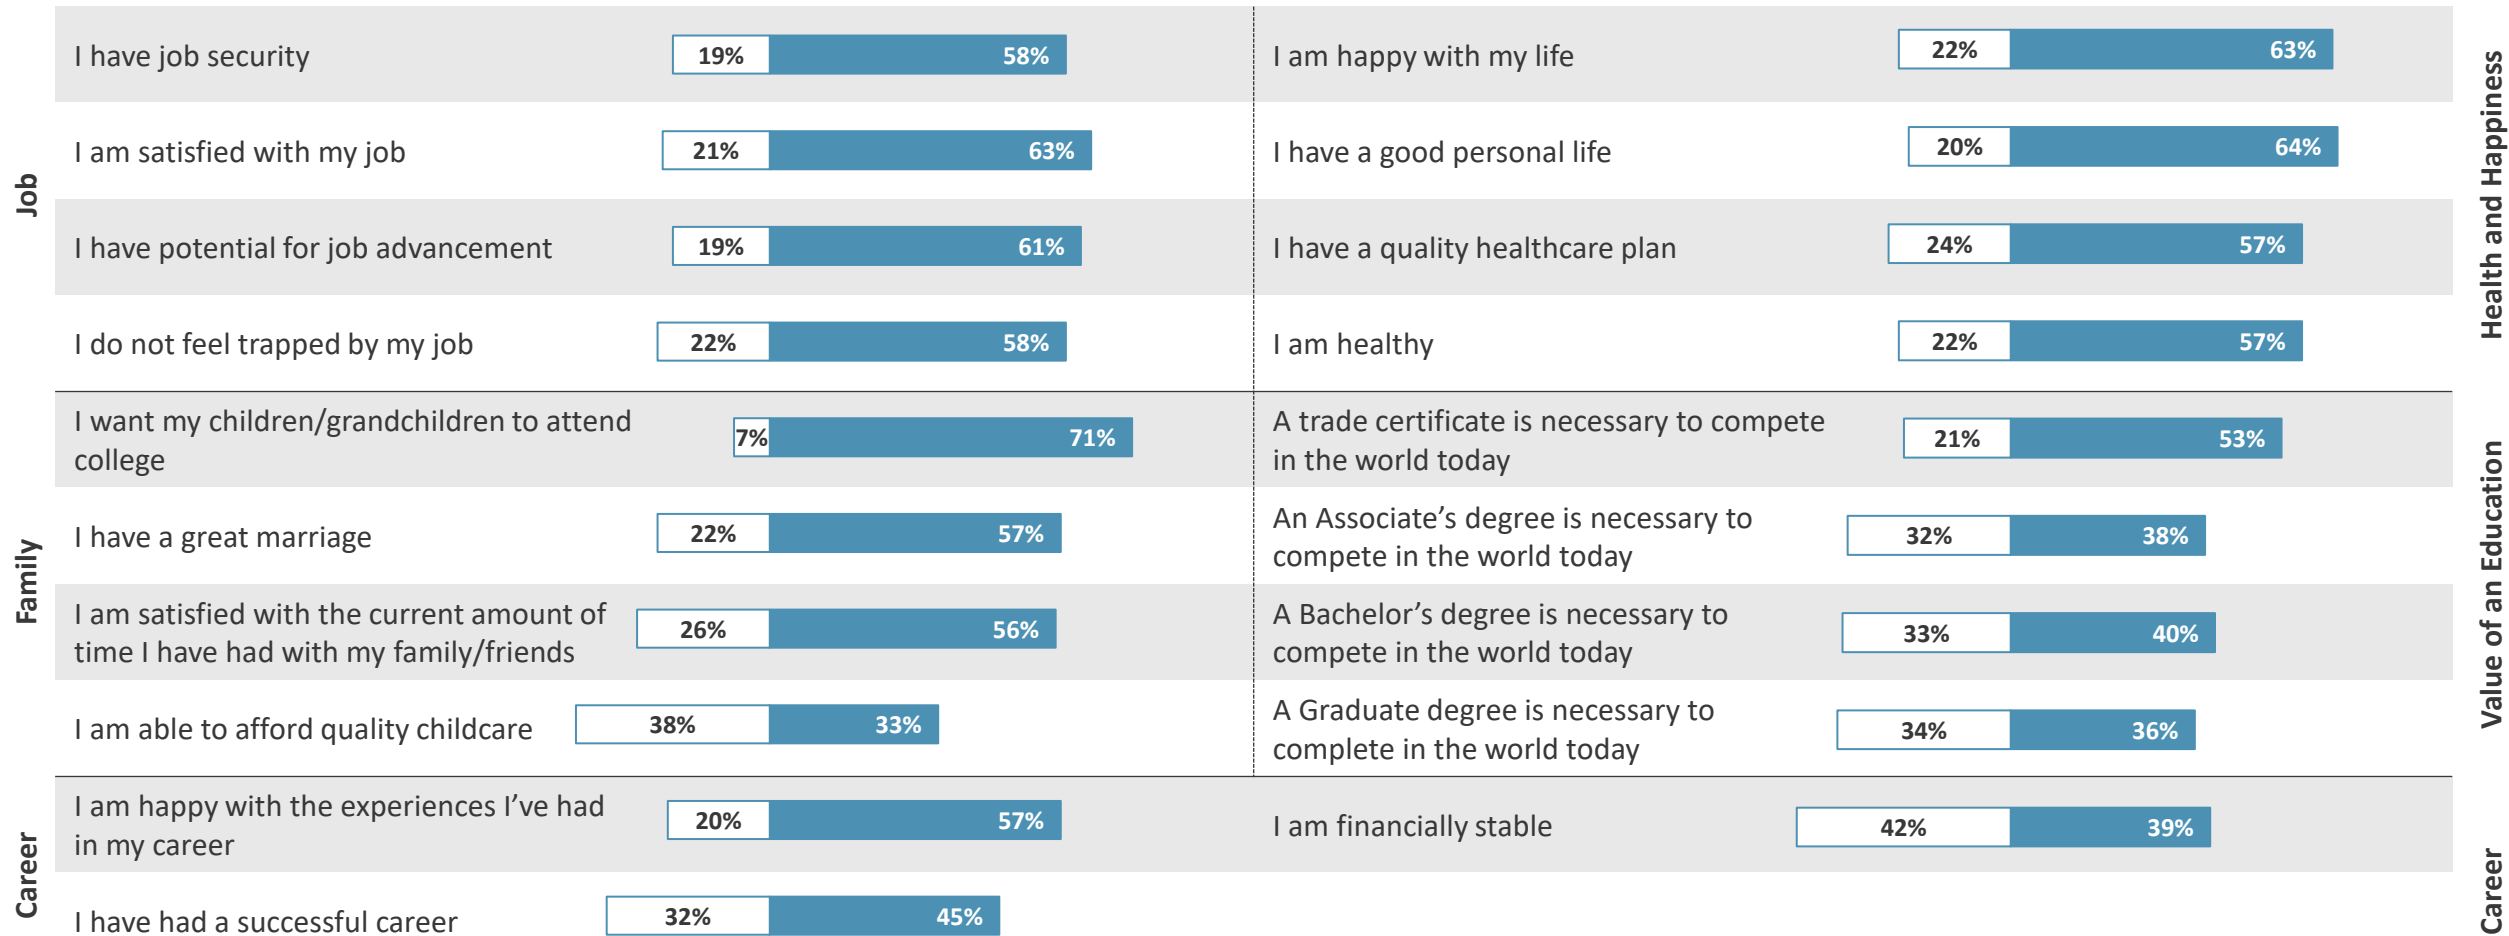 Job
I have job security
19%
58%
I am satisfied with my job
21%
63%
I have potential for job advancement
19%
61%
I do not feel trapped by my job
22%
58%
Family
I want my children/grandchildren to attend
college
7%
71%
I have a great marriage
22%
57%
I am satisfied with the current amount of
time I have had with my family/friends
26%
56%
I am able to afford quality childcare
38%
33%
Career
I am happy with the experiences I’ve had
in my career
20%
57%
I have had a successful career
32%
45%
Health and Happiness
I am happy with my life
22%
63%
I have a good personal life
20%
64%
I have a quality healthcare plan
24%
57%
I am healthy
22%
57%
Value of an Education
A trade certificate is necessary to compete
in the world today
21%
53%
An Associate’s degree is necessary to
compete in the world today
32%
38%
A Bachelor’s degree is necessary to
compete in the world today
33%
40%
A Graduate degree is necessary to
complete in the world today
34%
36%
Career
I am financially stable
42%
39%